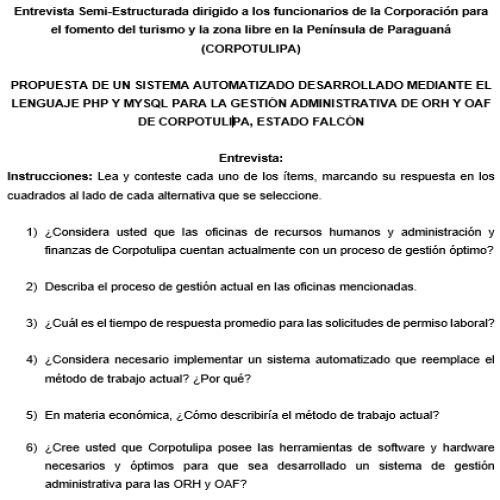 Entrevista Semi-Estructurada dirigido a los funcionarios de la Corporación para
el fomento del turismo y la zona libre en la Península de Paraguaná
(CORPOTULIPA)
PROPUESTA DE UN SISTEMA AUTOMATIZADO DESARROLLADO MEDIANTE EL
LENGUAJE PHP Y MYSQL PARA LA GESTIÓN ADMINISTRATIVA DE ORH Y OAF
DE CORPOTULIPA, ESTADO FALCÓN
Entrevista:
Instrucciones: Lea y conteste cada uno de los ítems, marcando su respuesta en los
cuadrados al lado de cada alternativa que se seleccione.
1) ¿Considera usted que las oficinas de recursos humanos y administración y
finanzas de Corpotulipa cuentan actualmente con un proceso de gestión óptimo?
2) Describa el proceso de gestión actual en las oficinas mencionadas.
3) ¿Cuál es el tiempo de respuesta promedio para las solicitudes de permiso laboral?
4) ¿Considera necesario implementar un sistema automatizado que reemplace el
método de trabajo actual? ¿Por qué?
5) En materia económica, ¿Cómo describiría el método de trabajo actual?
6) ¿Cree usted que Corpotulipa posee las herramientas de software y hardware
necesarios y óptimos para que sea desarrollado un sistema de gestión
administrativa para las ORH y OAF?